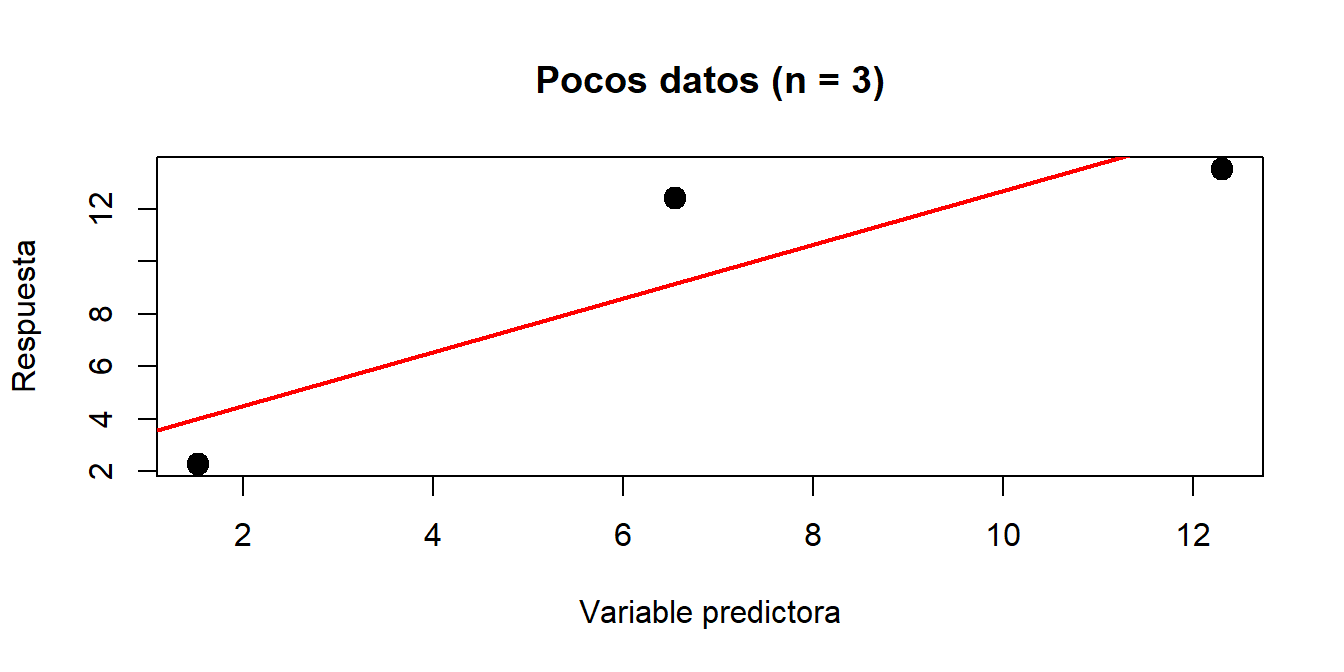 Pocos datos (n = 3)
Respuesta
12
8
6
4
2
2 4 6 8 10 12
Variable predictora